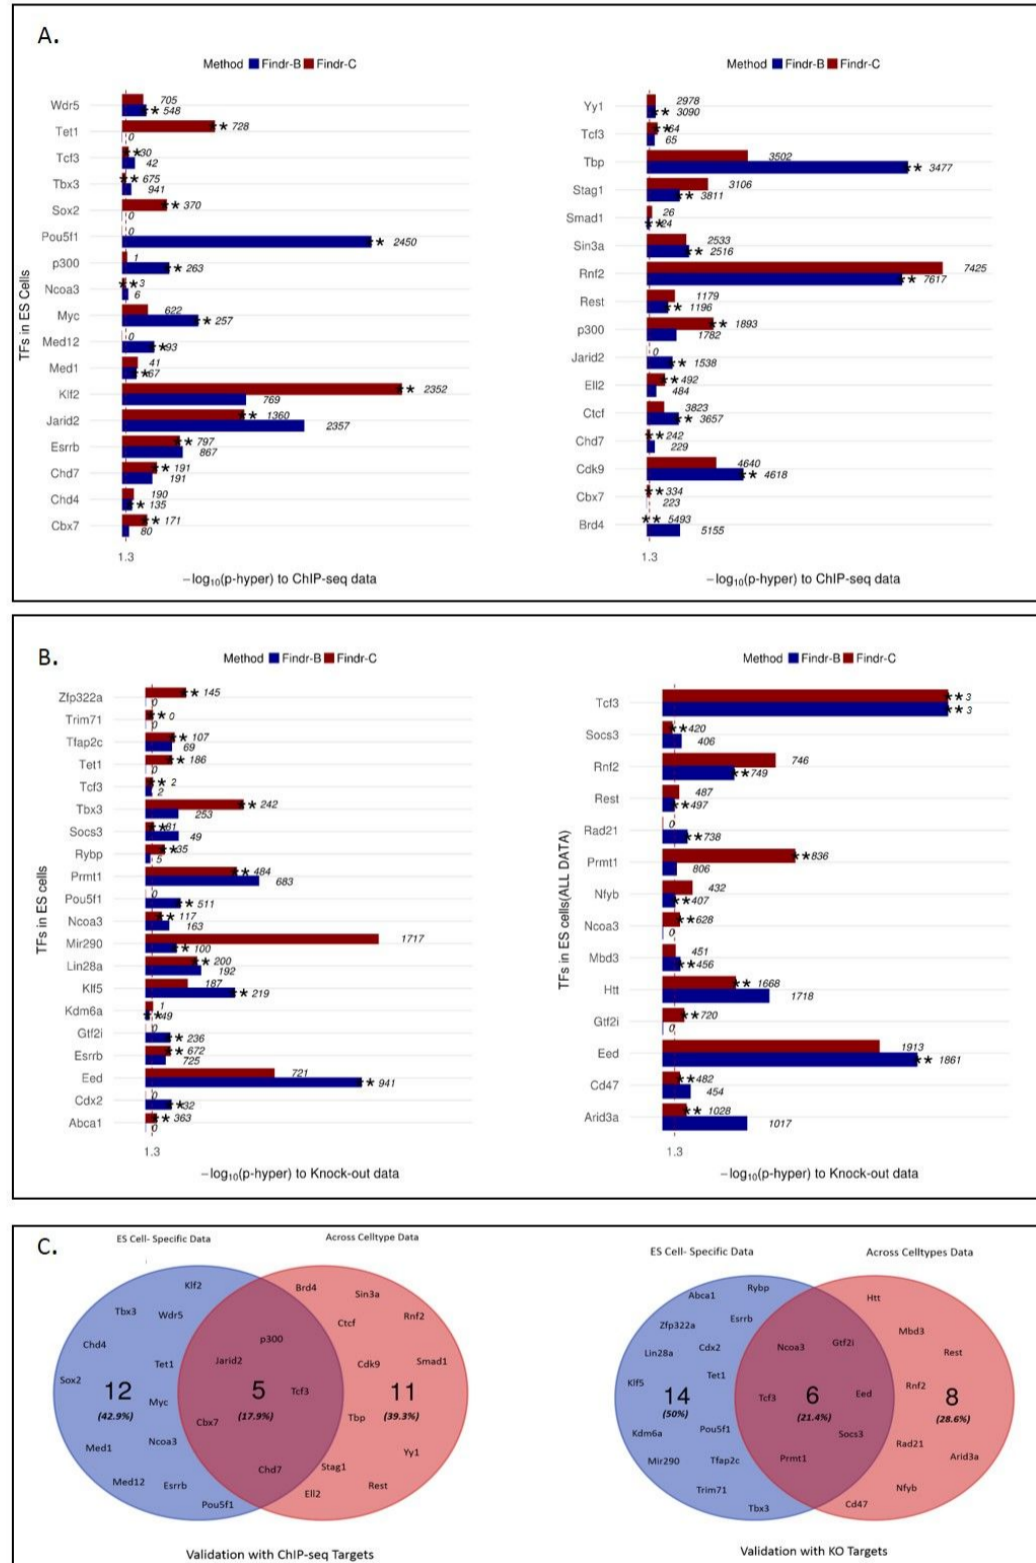 A.
Method Findr-B Findr-C
TFs in ES Cells
Wdr5 705
** 548
Tet1 ** 728
0
Tcf3 **30
42
Tbx3 ** 675
941
Sox2 ** 370
0
Pou5f1 0
** 2450
p300 1
** 263
Ncoa3 ** 3
6
Myc 622
** 257
Med12 0
**93
Med1 41
**67
Klf2 ** 2352
769
Jarid2 ** 1360
2357
Esrrb ** 797
867
Chd7 ** 191
191
Chd4 190
** 135
Cbx7 ** 171
80
1.3
−log10(p-hyper) to ChIP-seq data
Method Findr-B Findr-C
Yy1 2978
** 3090
Tcf3 **64
65
Tbp 3502
** 3477
Stag1 3106
** 3811
Smad1 26
**24
Sin3a 2533
** 2516
Rnf2 7425
** 7617
Rest 1179
** 1196
p300 ** 1893
1782
Jarid2 0
** 1538
Ell2 ** 492
484
Ctcf 3823
** 3657
Chd7 ** 242
229
Cdk9 4640
** 4618
Cbx7 ** 334
223
Brd4 ** 5493
5155
1.3
−log10(p-hyper) to ChIP-seq data
B.
Method Findr-B Findr-C
TFs in ES cells
Zfp322a ** 145
0
Trim71 ** 0
0
Tfap2c ** 107
69
Tet1 ** 186
0
Tcf3 ** 2
2
Tbx3 ** 242
253
Socs3 **81
49
Rybp **35
5
Prmt1 ** 484
683
Pou5f1 0
** 511
Ncoa3 ** 117
163
Mir290 1717
** 100
Lin28a ** 200
192
Klf5 187
** 219
Kdm6a 1
**49
Gtf2i 0
** 236
Esrrb ** 672
725
Eed 721
** 941
Cdx2 0
**32
Abca1 ** 363
0
1.3
−log10(p-hyper) to Knock-out data
Method Findr-B Findr-C
TFs in ES cells(ALL DATA)
Tcf3 ** 3
** 3
Socs3 **420
406
Rnf2 746
**749
Rest 487
**497
Rad21 0
**738
Prmt1 **836
806
Nfyb 432
**407
Ncoa3 **628
0
Mbd3 451
**456
Htt ** 1668
1718
Gtf2i **720
0
Eed 1913
** 1861
Cd47 **482
454
Arid3a ** 1028
1017
1.3
−log10(p-hyper) to Knock-out data
C.
ES Cell- Specific Data Across Celltype Data
Klf2
Tbx3
Wdr5
Chd4
Tet1
Sox2
12
(42.9%)
Myc
Ncoa3
Med1
Med12
Esrrb
Pou5f1
p300
Jarid2
5
(17.9%)
Tcf3
Cbx7
Chd7
Brd4
Sin3a
Ctcf
Rnf2
Cdk9
Smad1
11
(39.3%)
Tbp
Yy1
Stag1
Rest
Ell2
Validation with ChIP-seq Targets
ES Cell- Specific Data Across Celltypes Data
Rybp
Abca1
Esrrb
Zfp322a
Cdx2
Lin28a
Tet1
Klf5
14
(50%)
Kdm6a
Pou5f1
Mir290
Tfap2c
Trim71
Tbx3
Gtf2i
Ncoa3
Tcf3
6
(21.4%)
Eed
Socs3
Prmt1
Htt
Mbd3
Rest
Rnf2
8
(28.6%)
Rad21
Arid3a
Nfyb
Cd47
Validation with KO Targets